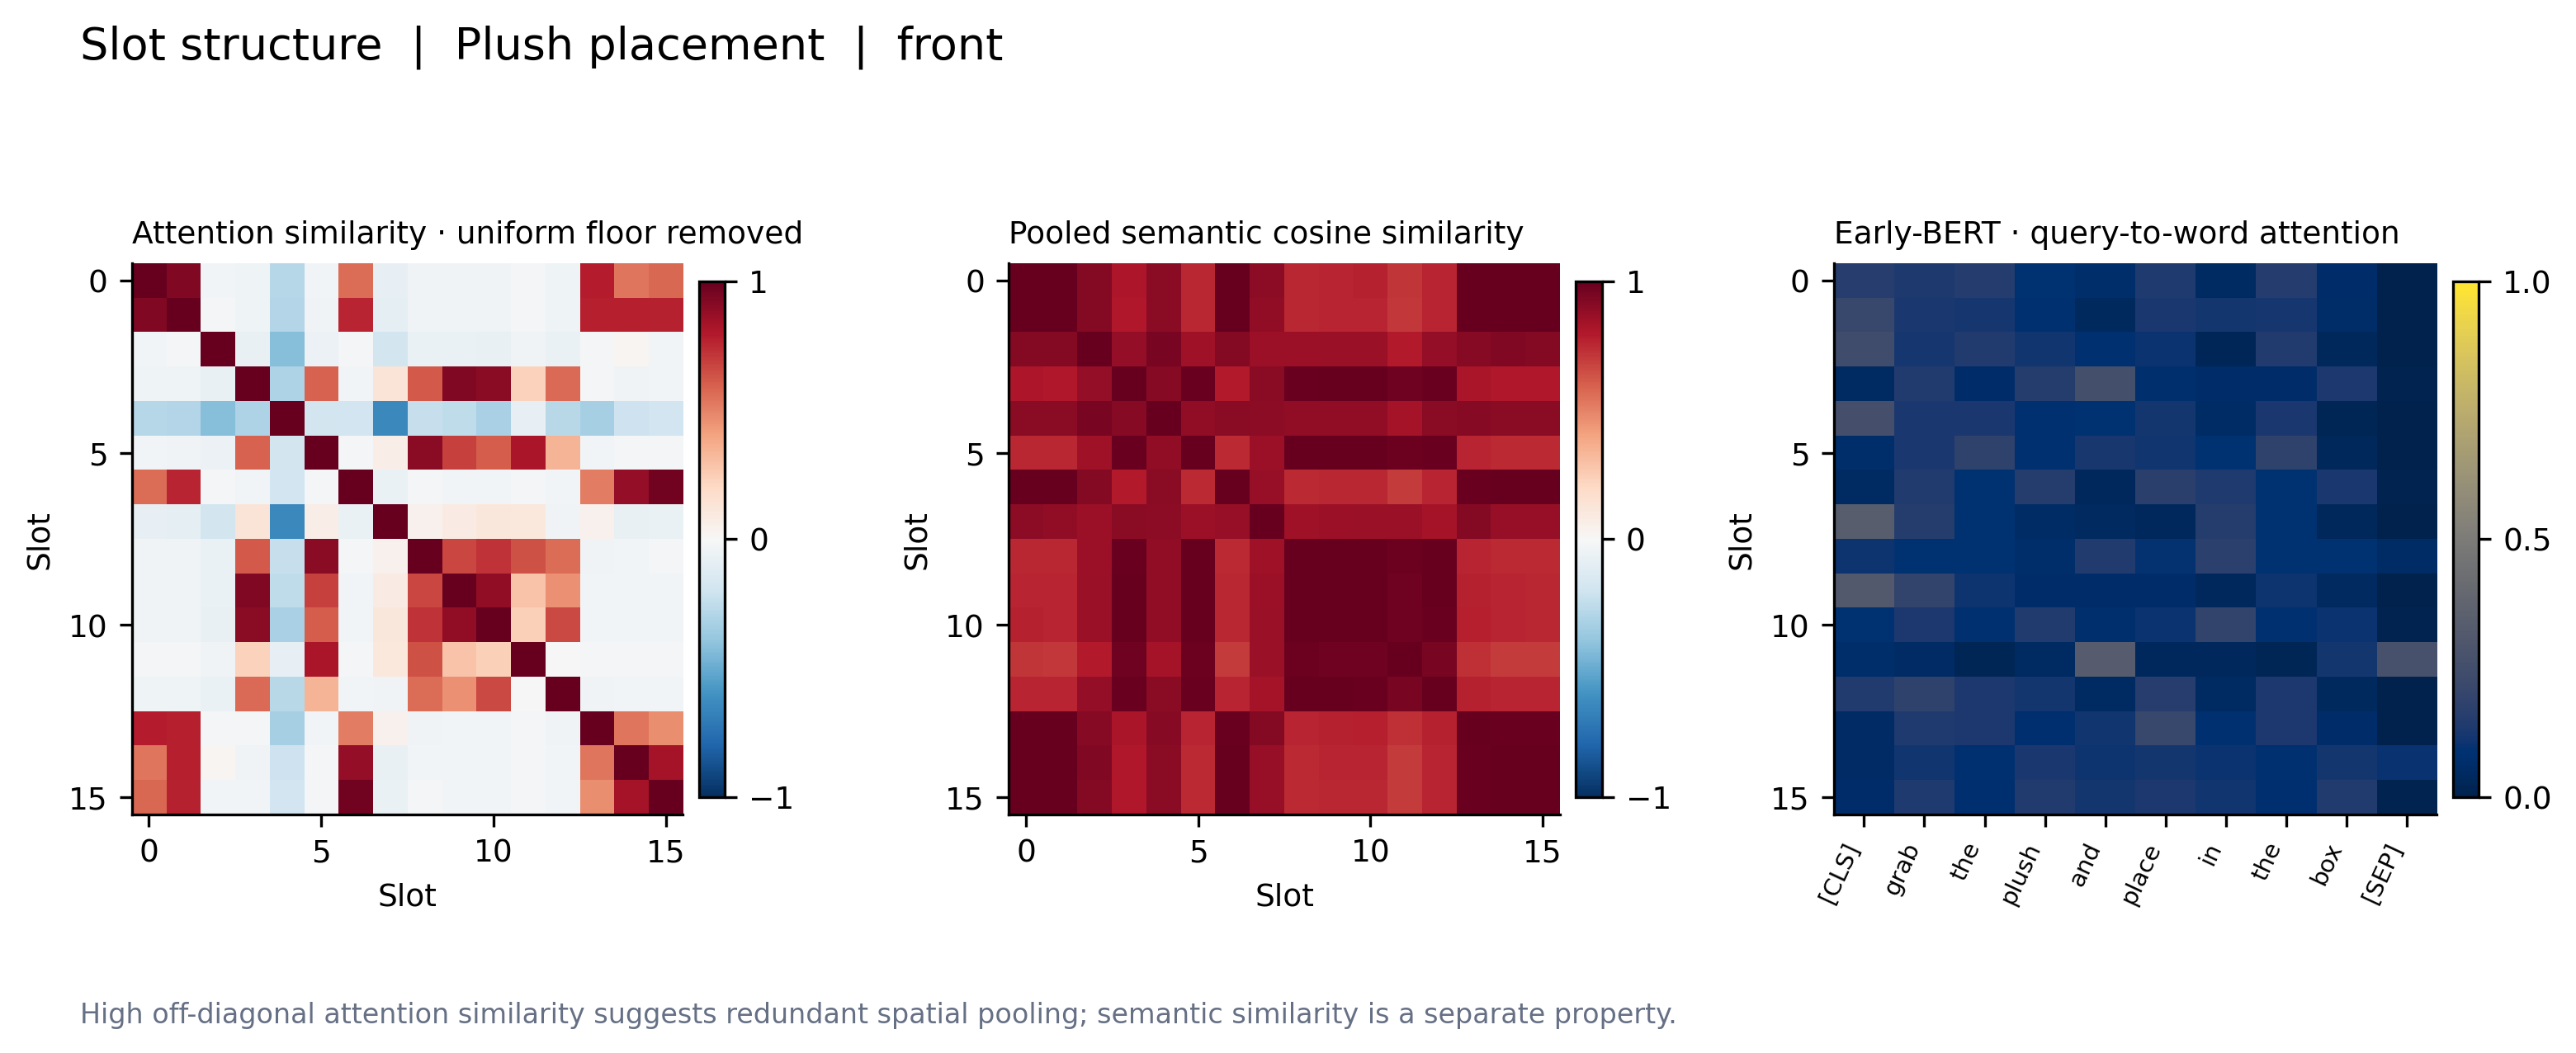 Slot structure | Plush placement | front
Attention similarity · uniform floor removed
0
5
10
15
Slot
0
5
10
15
Slot
1
0
−1
Pooled semantic cosine similarity
0
5
10
15
Slot
0
5
10
15
Slot
1
0
−1
Early-BERT · query-to-word attention
0
5
10
15
Slot
[CLS]
grab
the
plush
and
place
in
the
box
[SEP]
1.0
0.5
0.0
High off-diagonal attention similarity suggests redundant spatial pooling; semantic similarity is a separate property.